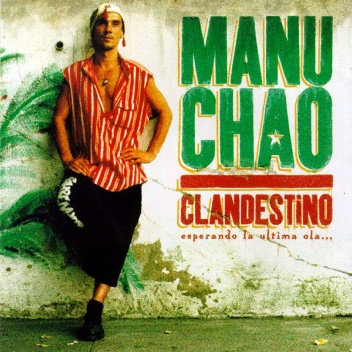 MANU
CHAO
CLANDESTINO
esperando la ultima ola...